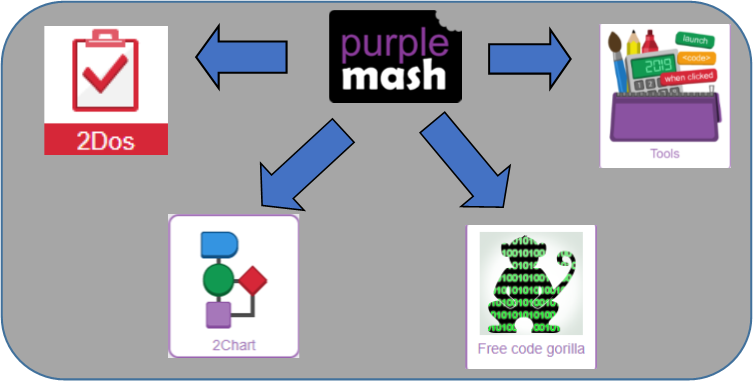 purple
mash
2Dos
launch
<code>
2019
when clicked
Tools
2Chart
Free code gorilla